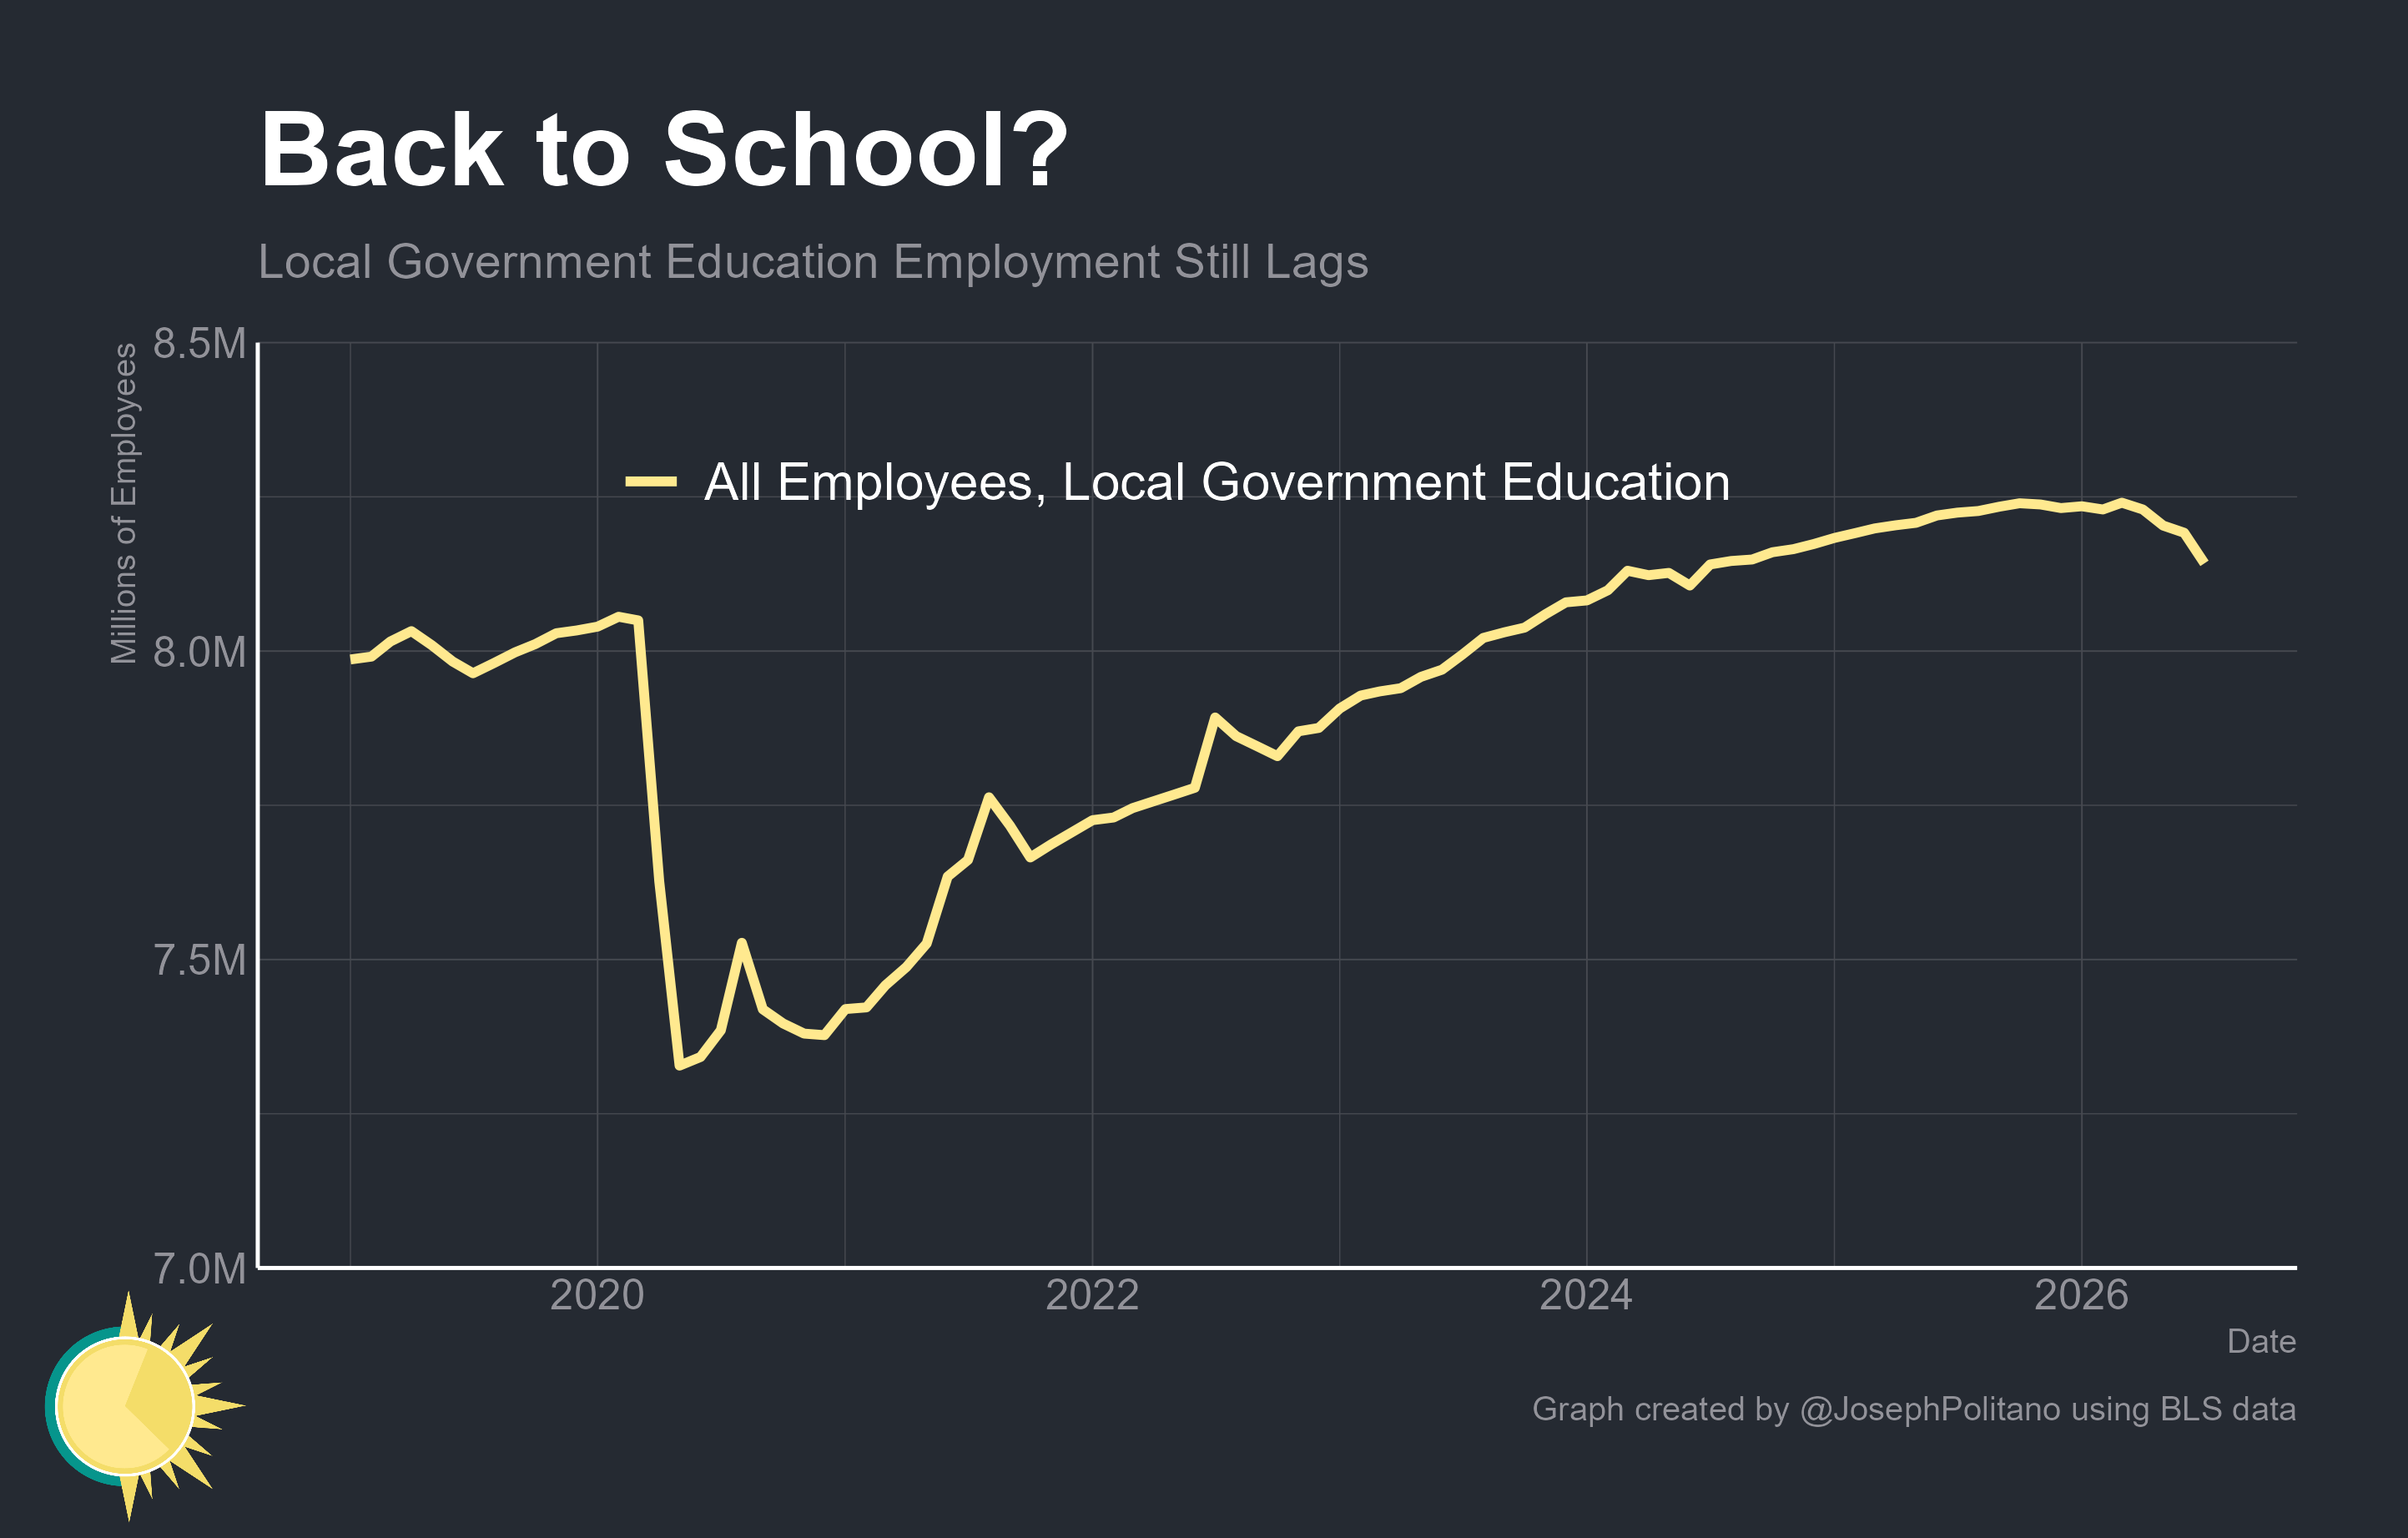 Back to School?
Local Government Education Employment Still Lags
Millions of Employees
8.5M
8.0M
7.5M
7.0M
All Employees, Local Government Education
2020
2022
2024
2026
Date
Graph created by @JosephPolitano using BLS data